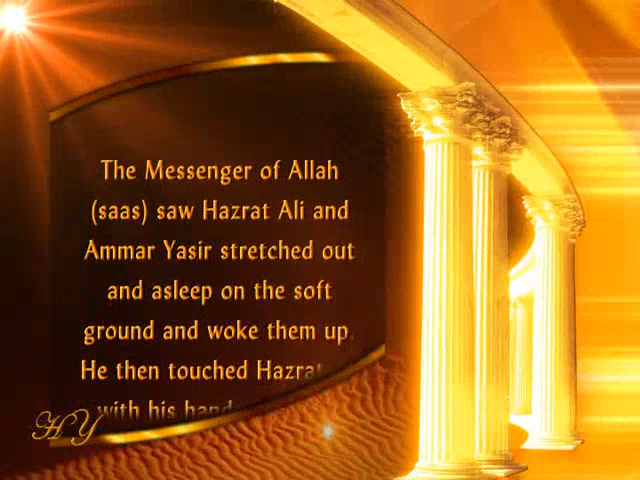 The Messenger of Allah
(saas) saw Hazrat Ali and
Ammar Yasir stretched out
and asleep on the soft
ground and woke them up.
He then touched Hazrat
with his hand
HY